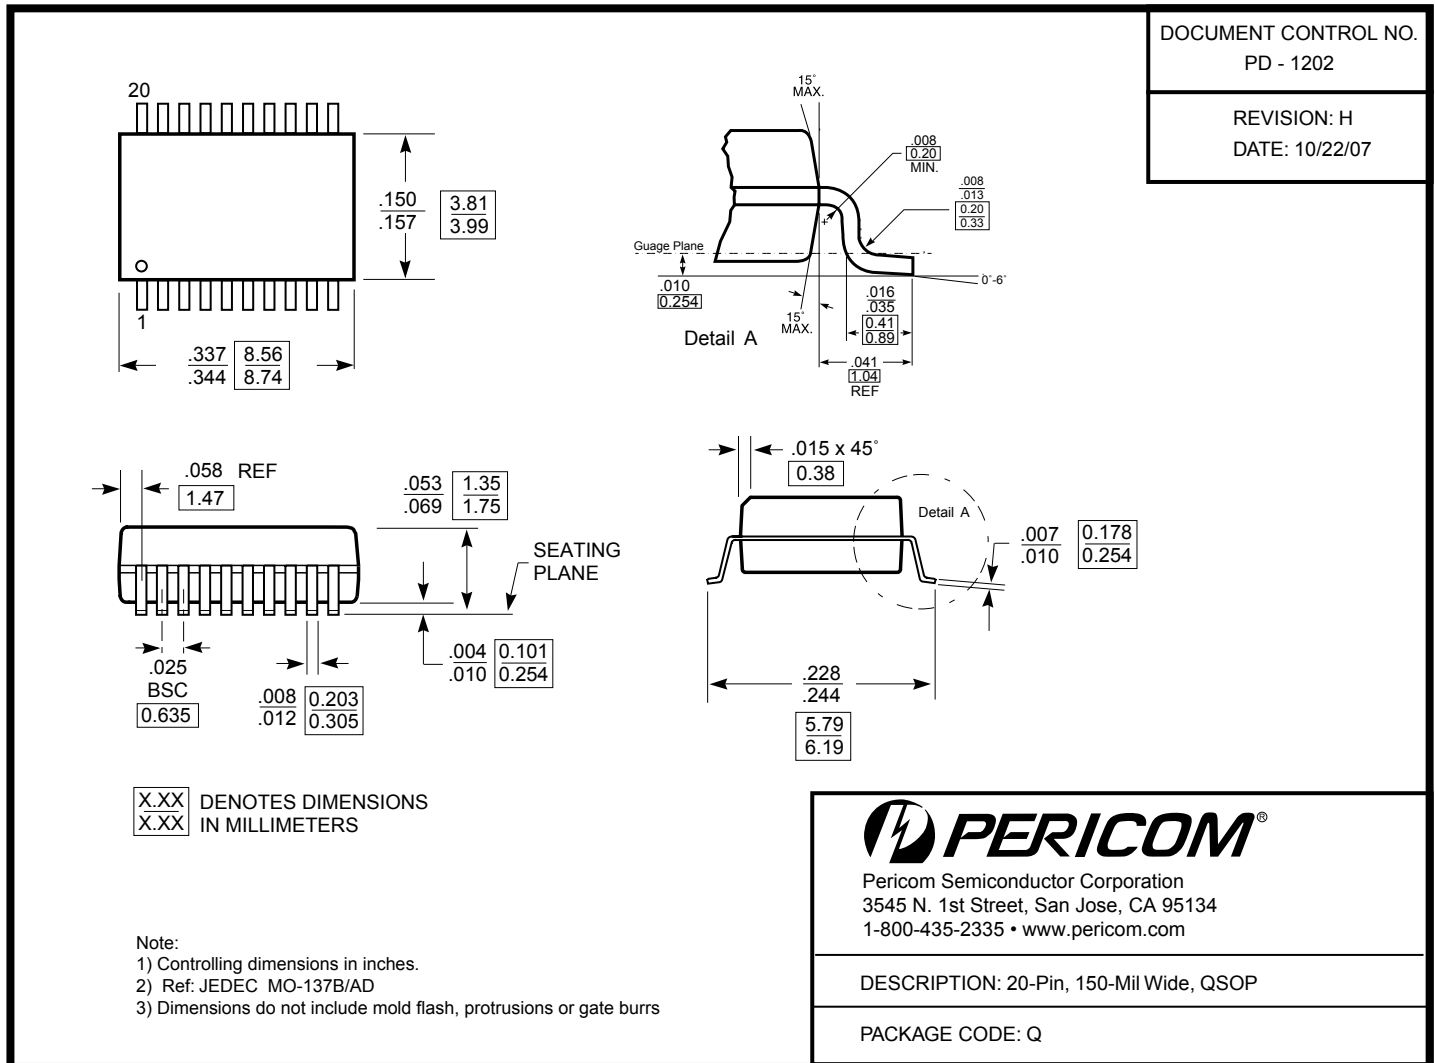 DOCUMENT CONTROL NO.
PD - 1202
REVISION: H
DATE: 10/22/07
20
.150
.157
3.81
3.99
1
.337
.344
8.56
8.74
15°
MAX.
.008
0.20
MIN.
.008
.013
0.20
0.33
Guage Plane
.010
0.254
0°-6°
15°
MAX.
.016
.035
0.41
0.89
Detail A
.041
1.04
REF
.058 REF
1.47
.053
.069
1.35
1.75
SEATING
PLANE
.004
.010
0.101
0.254
.025
BSC
0.635
.008
.012
0.203
0.305
.015 x 45°
0.38
Detail A
.007
.010
0.178
0.254
.228
.244
5.79
6.19
X.XX
X.XX
DENOTES DIMENSIONS
IN MILLIMETERS
Note:
1) Controlling dimensions in inches.
2) Ref: JEDEC MO-137B/AD
3) Dimensions do not include mold flash, protrusions or gate burrs
PERICOM®
Pericom Semiconductor Corporation
3545 N. 1st Street, San Jose, CA 95134
1-800-435-2335 • www.pericom.com
DESCRIPTION: 20-Pin, 150-Mil Wide, QSOP
PACKAGE CODE: Q